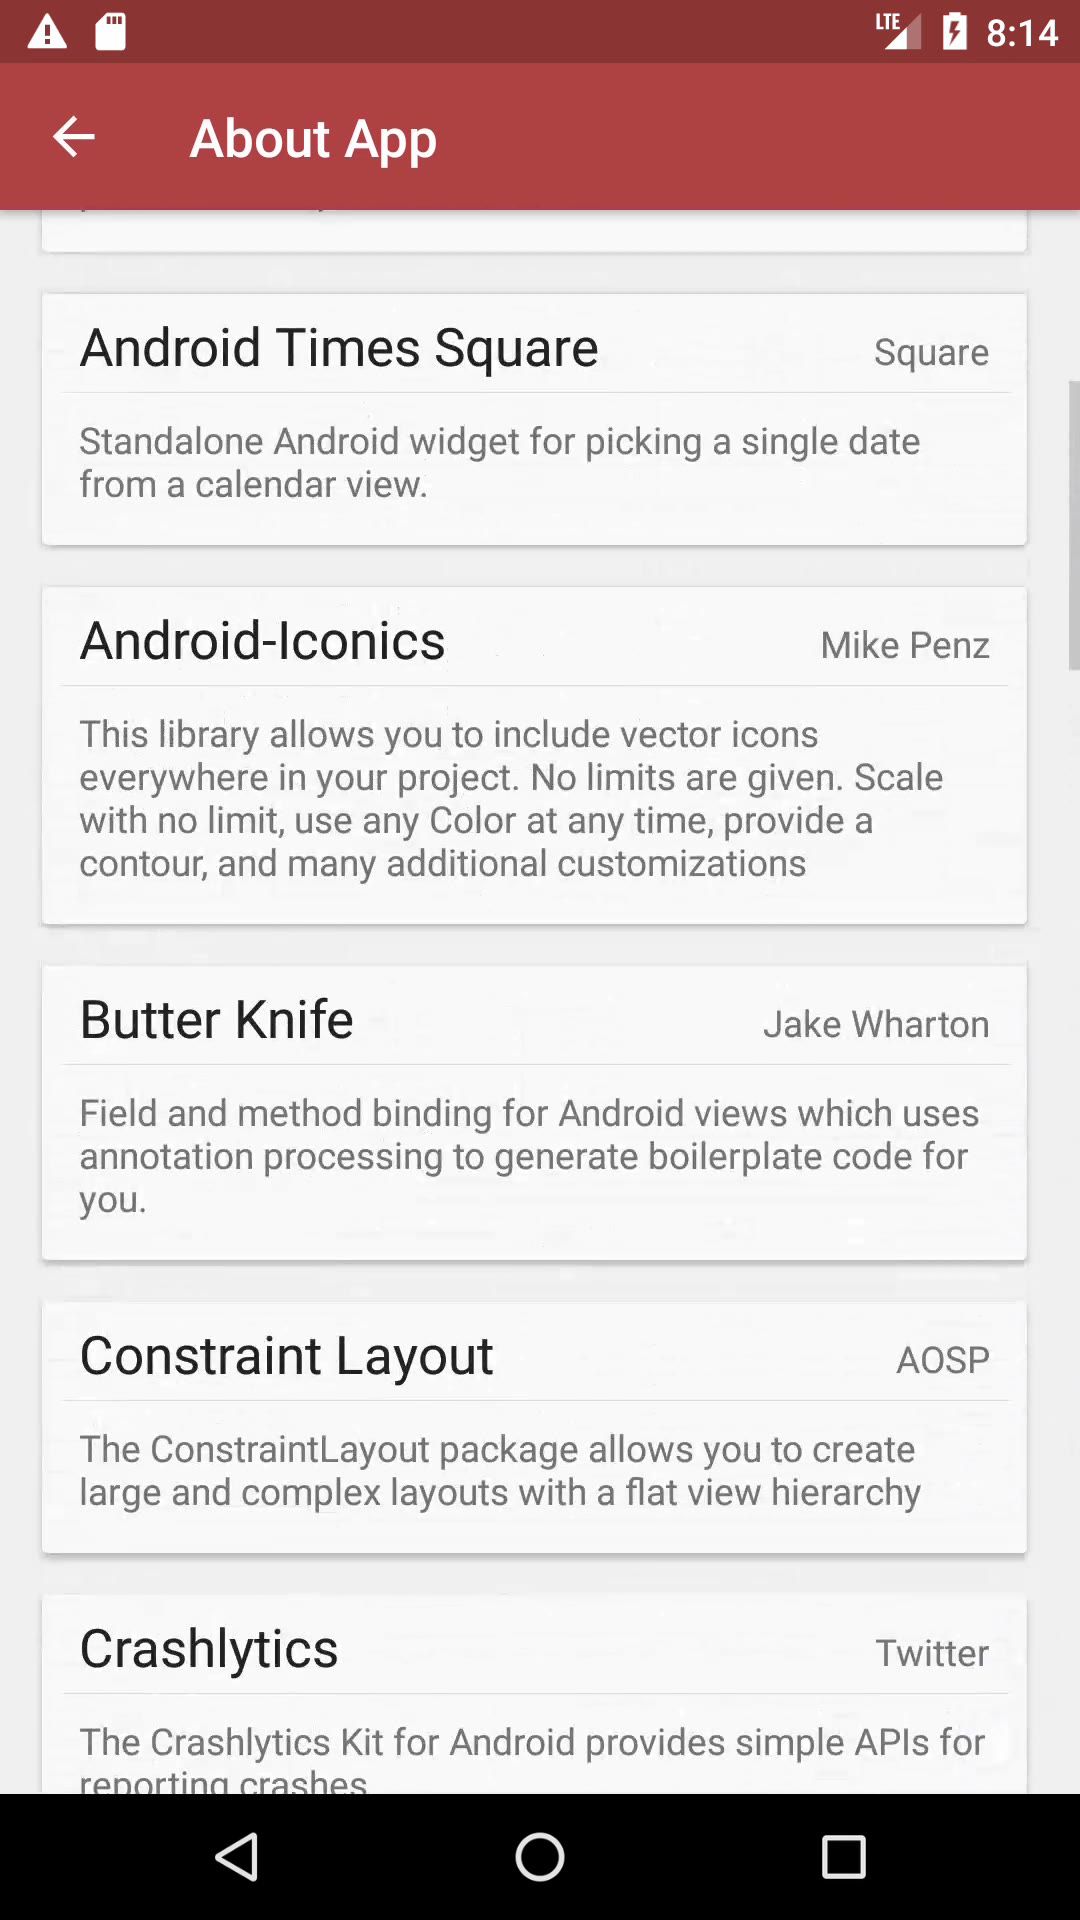 LTE 8:14
About App
Android Times Square Square
Standalone Android widget for picking a single date
from a calendar view.
Android-Iconics Mike Penz
This library allows you to include vector icons
everywhere in your project. No limits are given. Scale
with no limit, use any Color at any time, provide a
contour, and many additional customizations
Butter Knife Jake Wharton
Field and method binding for Android views which uses
annotation processing to generate boilerplate code for
you.
Constraint Layout AOSP
The ConstraintLayout package allows you to create
large and complex layouts with a flat view hierarchy
Crashlytics Twitter
The Crashlytics Kit for Android provides simple APIs for
reporting crashes